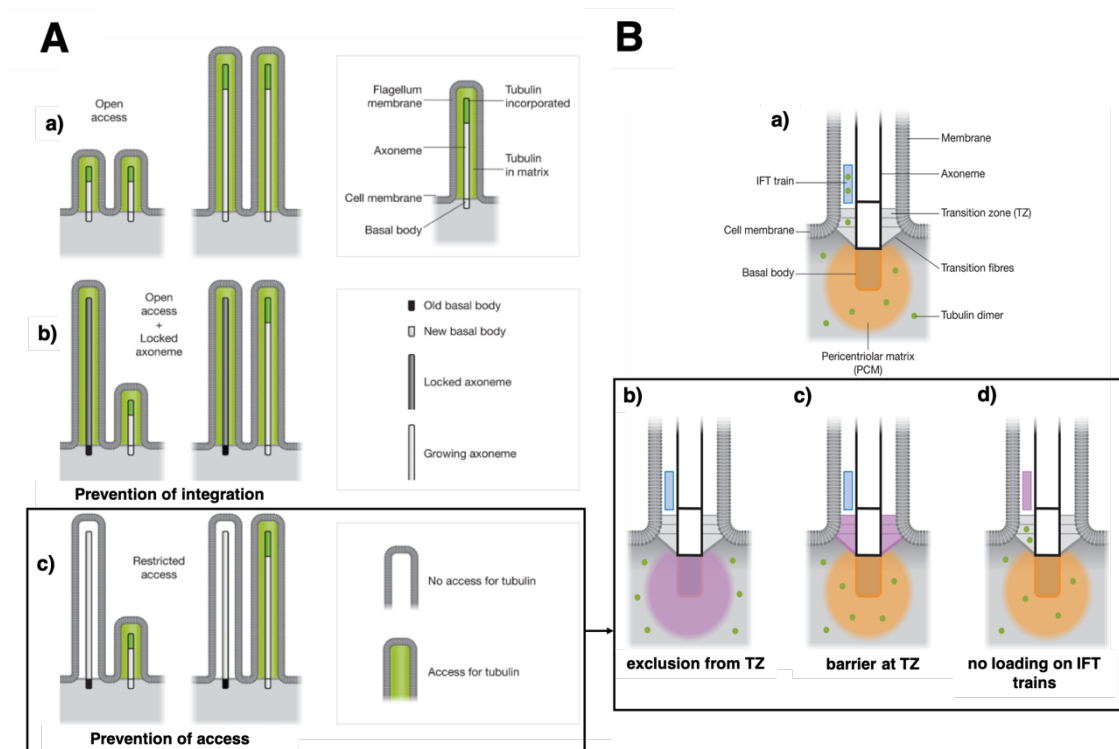 A
a)
Open
access
Flagellum
membrane
Axoneme
Cell membrane
Basal body
Tubulin
incorporated
Tubulin
in matrix
b)
Open
access
+
Locked
axoneme
Prevention of integration
Old basal body
New basal body
Locked axoneme
Growing axoneme
c)
Restricted
access
Prevention of access
No access for tubulin
Access for tubulin
B
a)
IFT train
Cell membrane
Basal body
Membrane
Axoneme
Transition zone (TZ)
Transition fibres
Tubulin dimer
Pericentriolar matrix
(PCM)
b)
c)
d)
exclusion from TZ
barrier at TZ
no loading on IFT
trains